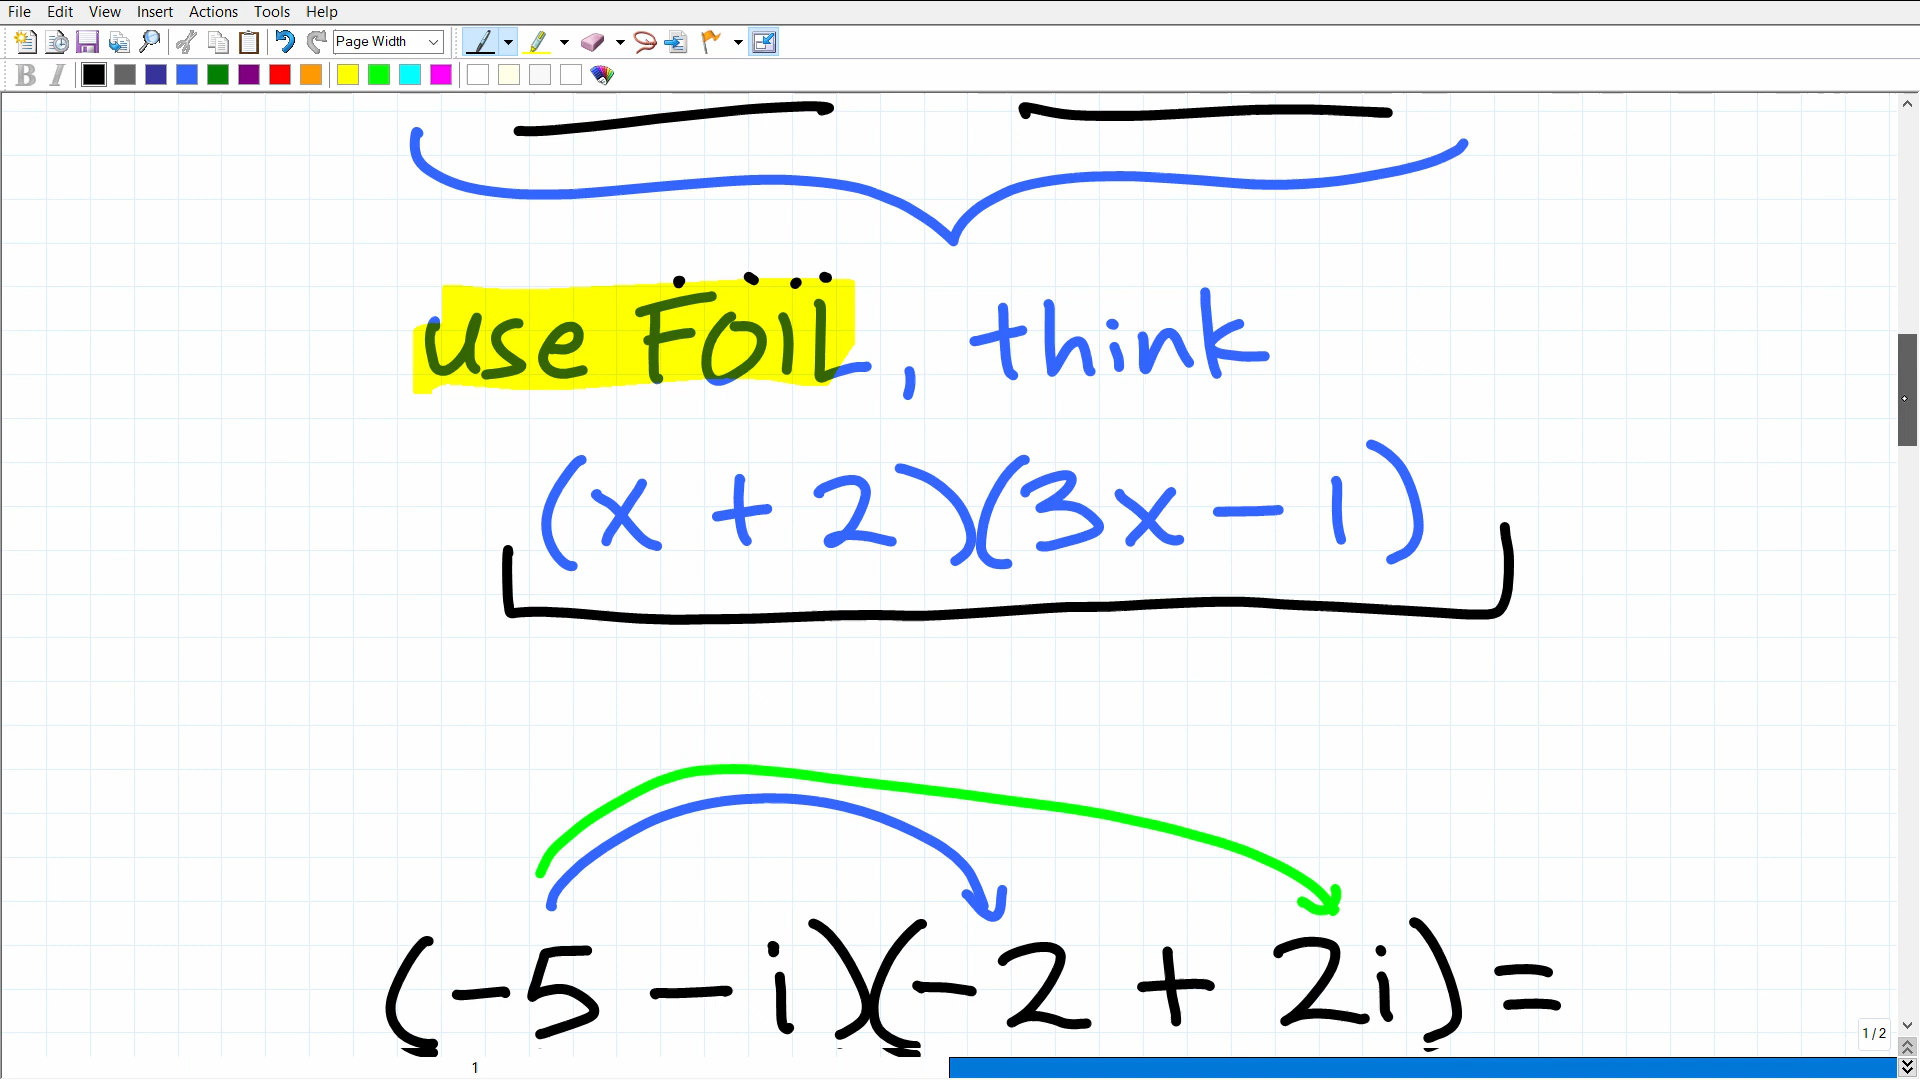 File Edit View Insert Actions Tools Help
Page Width
B I
use FOIL, think
(x + 2)(3x - 1)
(-5 - i)(-2 + 2i) =
1 / 2
1